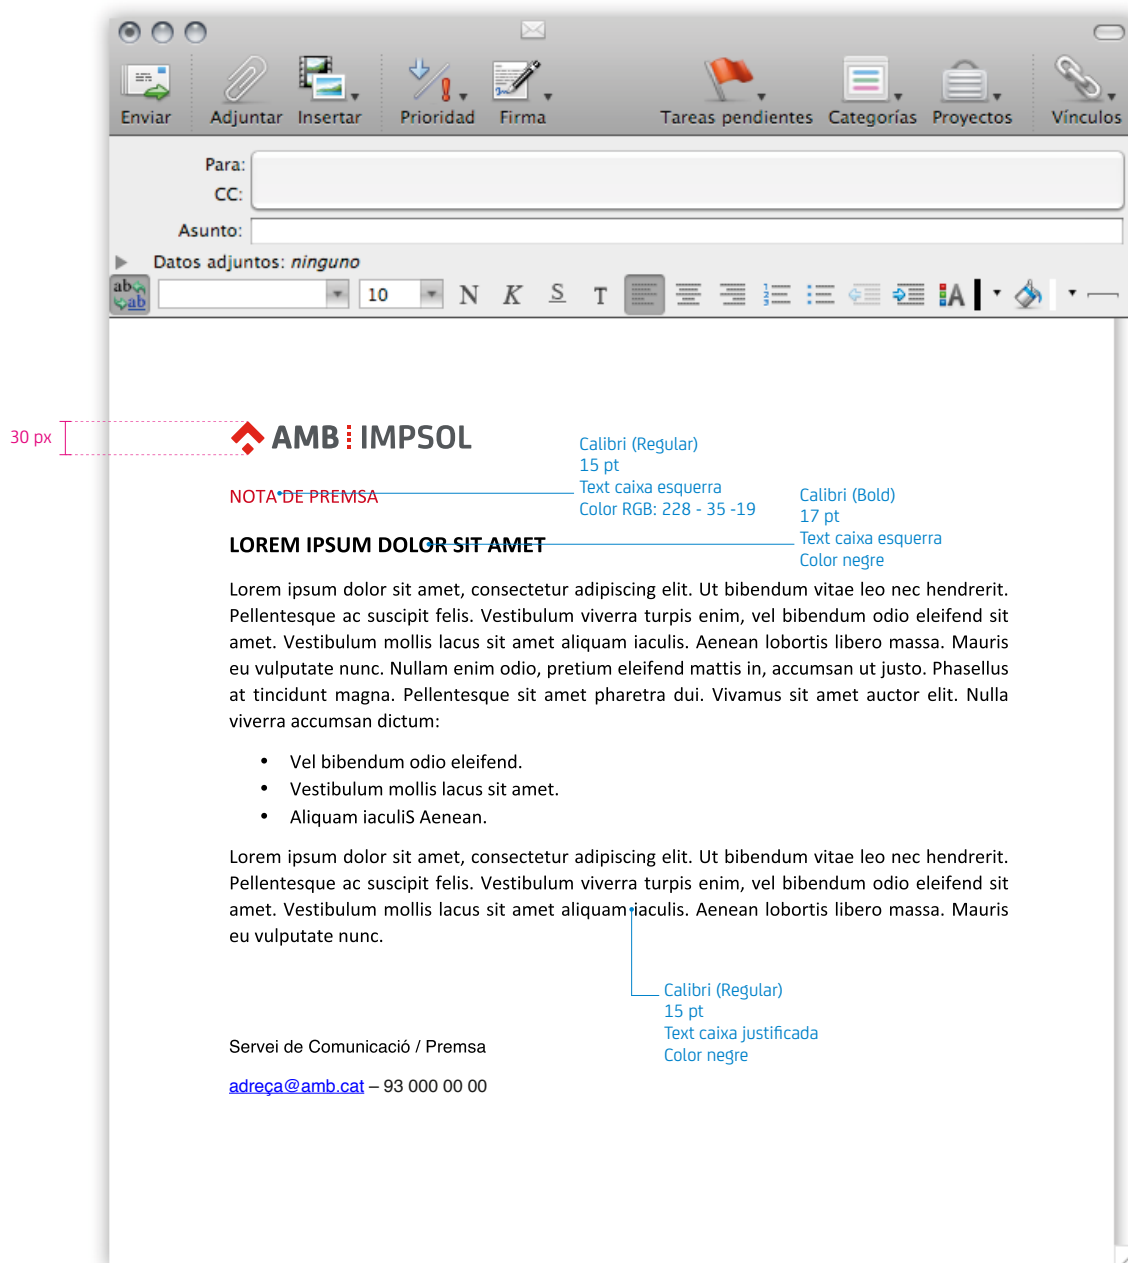 Enviar Adjuntar Insertar Prioridad Firma Tareas pendientes Categorías Proyectos Vínculos
Para:
CC:
Asunto:
Datos adjuntos: ninguno
abc ab 10 N K S T A
30 px
AMB IMPSOL
Calibri (Regular)
15 pt
Text caixa esquerra
Color RGB: 228 - 35 -19
NOTA DE PREMSA
Calibri (Bold)
17 pt
Text caixa esquerra
Color negre
LOREM IPSUM DOLOR SIT AMET
Lorem ipsum dolor sit amet, consectetur adipiscing elit. Ut bibendum vitae leo nec hendrerit.
Pellentesque ac suscipit felis. Vestibulum viverra turpis enim, vel bibendum odio eleifend sit
amet. Vestibulum mollis lacus sit amet aliquam iaculis. Aenean lobortis libero massa. Mauris
eu vulputate nunc. Nullam enim odio, pretium eleifend mattis in, accumsan ut justo. Phasellus
at tincidunt magna. Pellentesque sit amet pharetra dui. Vivamus sit amet auctor elit. Nulla
viverra accumsan dictum:
• Vel bibendum odio eleifend.
• Vestibulum mollis lacus sit amet.
• Aliquam iaculiS Aenean.
Lorem ipsum dolor sit amet, consectetur adipiscing elit. Ut bibendum vitae leo nec hendrerit.
Pellentesque ac suscipit felis. Vestibulum viverra turpis enim, vel bibendum odio eleifend sit
amet. Vestibulum mollis lacus sit amet aliquam iaculis. Aenean lobortis libero massa. Mauris
eu vulputate nunc.
Calibri (Regular)
15 pt
Text caixa justificada
Color negre
Servei de Comunicació / Premsa
adreça@amb.cat – 93 000 00 00